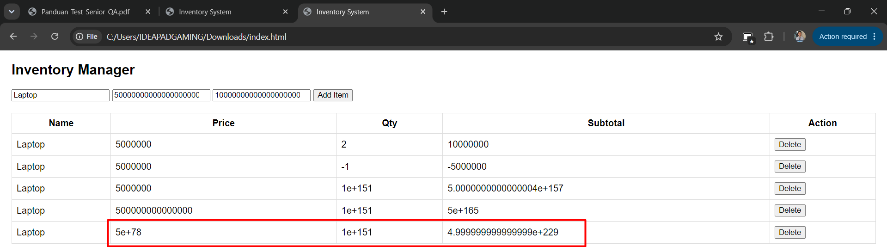 Panduan Test Senior QA.pdf Inventory System Inventory System
File C:/Users/IDEAPADGAMING/Downloads/index.html Action required
Inventory Manager
Laptop 50000000000000000000 10000000000000000000 Add Item
Name Price Qty Subtotal Action
Laptop 5000000 2 10000000 Delete
Laptop 5000000 -1 -5000000 Delete
Laptop 5000000 1e+151 5.0000000000000004e+157 Delete
Laptop 500000000000000 1e+151 5e+165 Delete
Laptop 5e+78 1e+151 4.999999999999999e+229 Delete